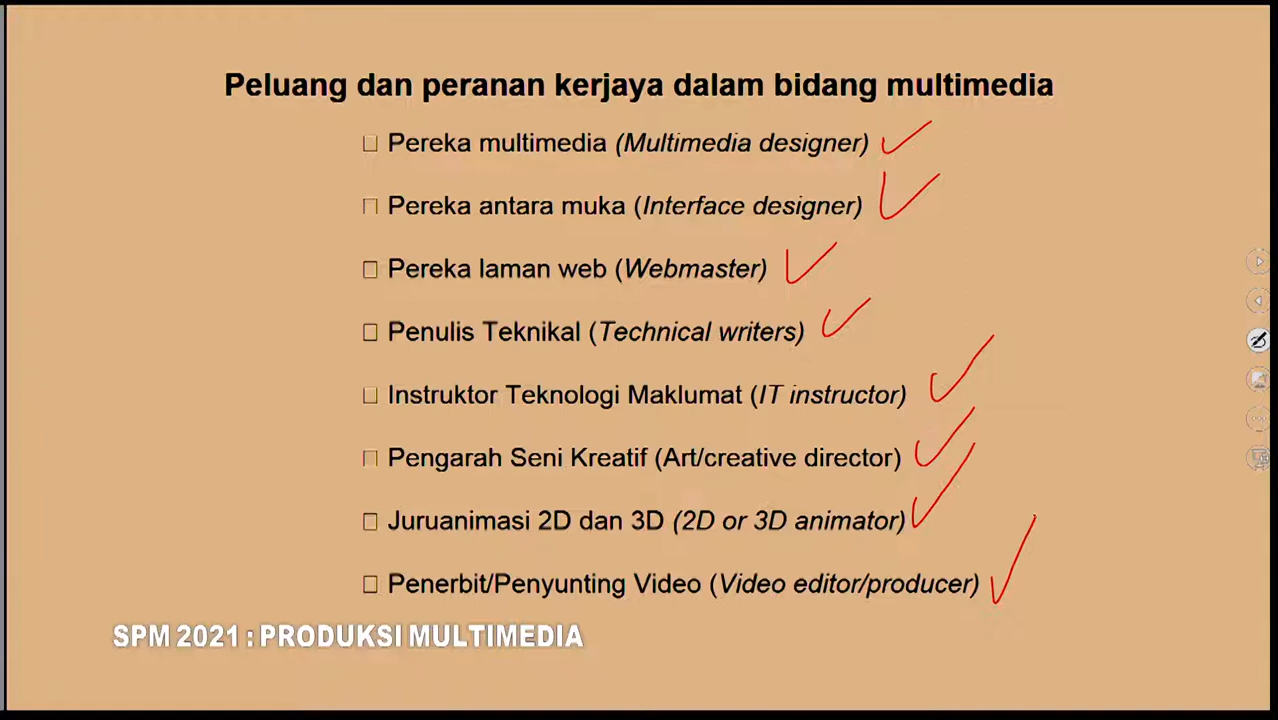 Peluang dan peranan kerjaya dalam bidang multimedia
Pereka multimedia (Multimedia designer)
Pereka antara muka (Interface designer)
Pereka laman web (Webmaster)
Penulis Teknikal (Technical writers)
Instruktor Teknologi Maklumat (IT instructor)
Pengarah Seni Kreatif (Art/creative director)
Juruanimasi 2D dan 3D (2D or 3D animator)
Penerbit/Penyunting Video (Video editor/producer)
SPM 2021 : PRODUKSI MULTIMEDIA